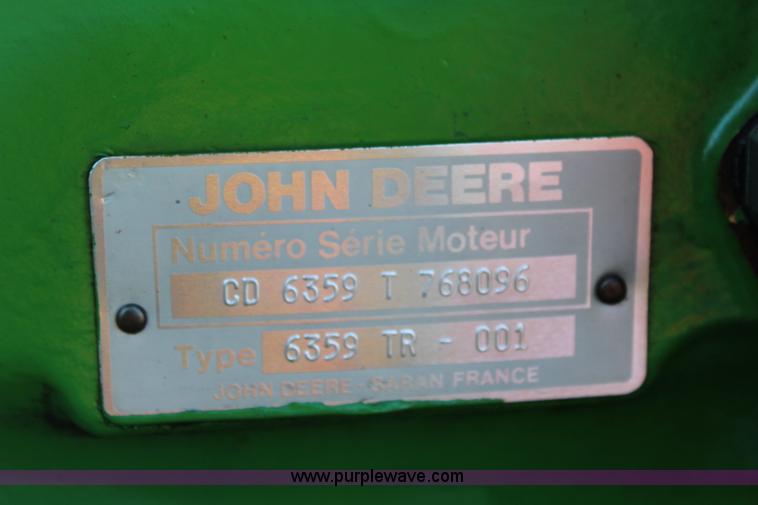 JOHN DEERE
Numéro Série Moteur
CD 6359 T 768096
Type 6359 TR - 001
JOHN DEERE - SARAN FRANCE
www.purplewave.com